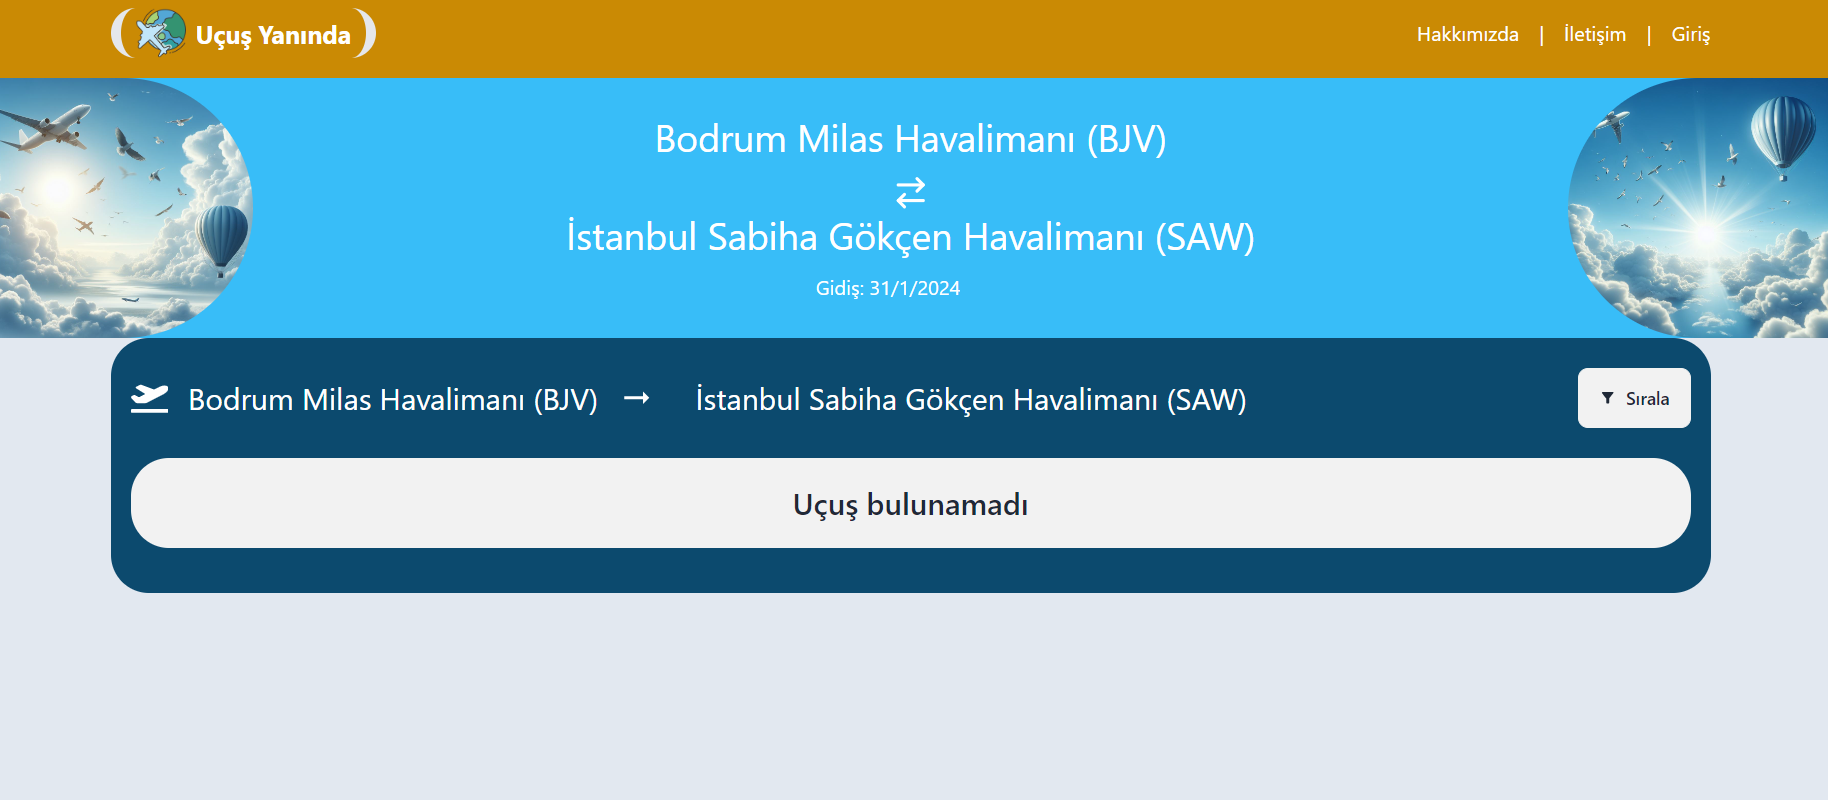 Uçuş Yanında
Hakkımızda | İletişim | Giriş
Bodrum Milas Havalimanı (BJV)
İstanbul Sabiha Gökçen Havalimanı (SAW)
Gidiş: 31/1/2024
Bodrum Milas Havalimanı (BJV) → İstanbul Sabiha Gökçen Havalimanı (SAW)
Sırala
Uçuş bulunamadı